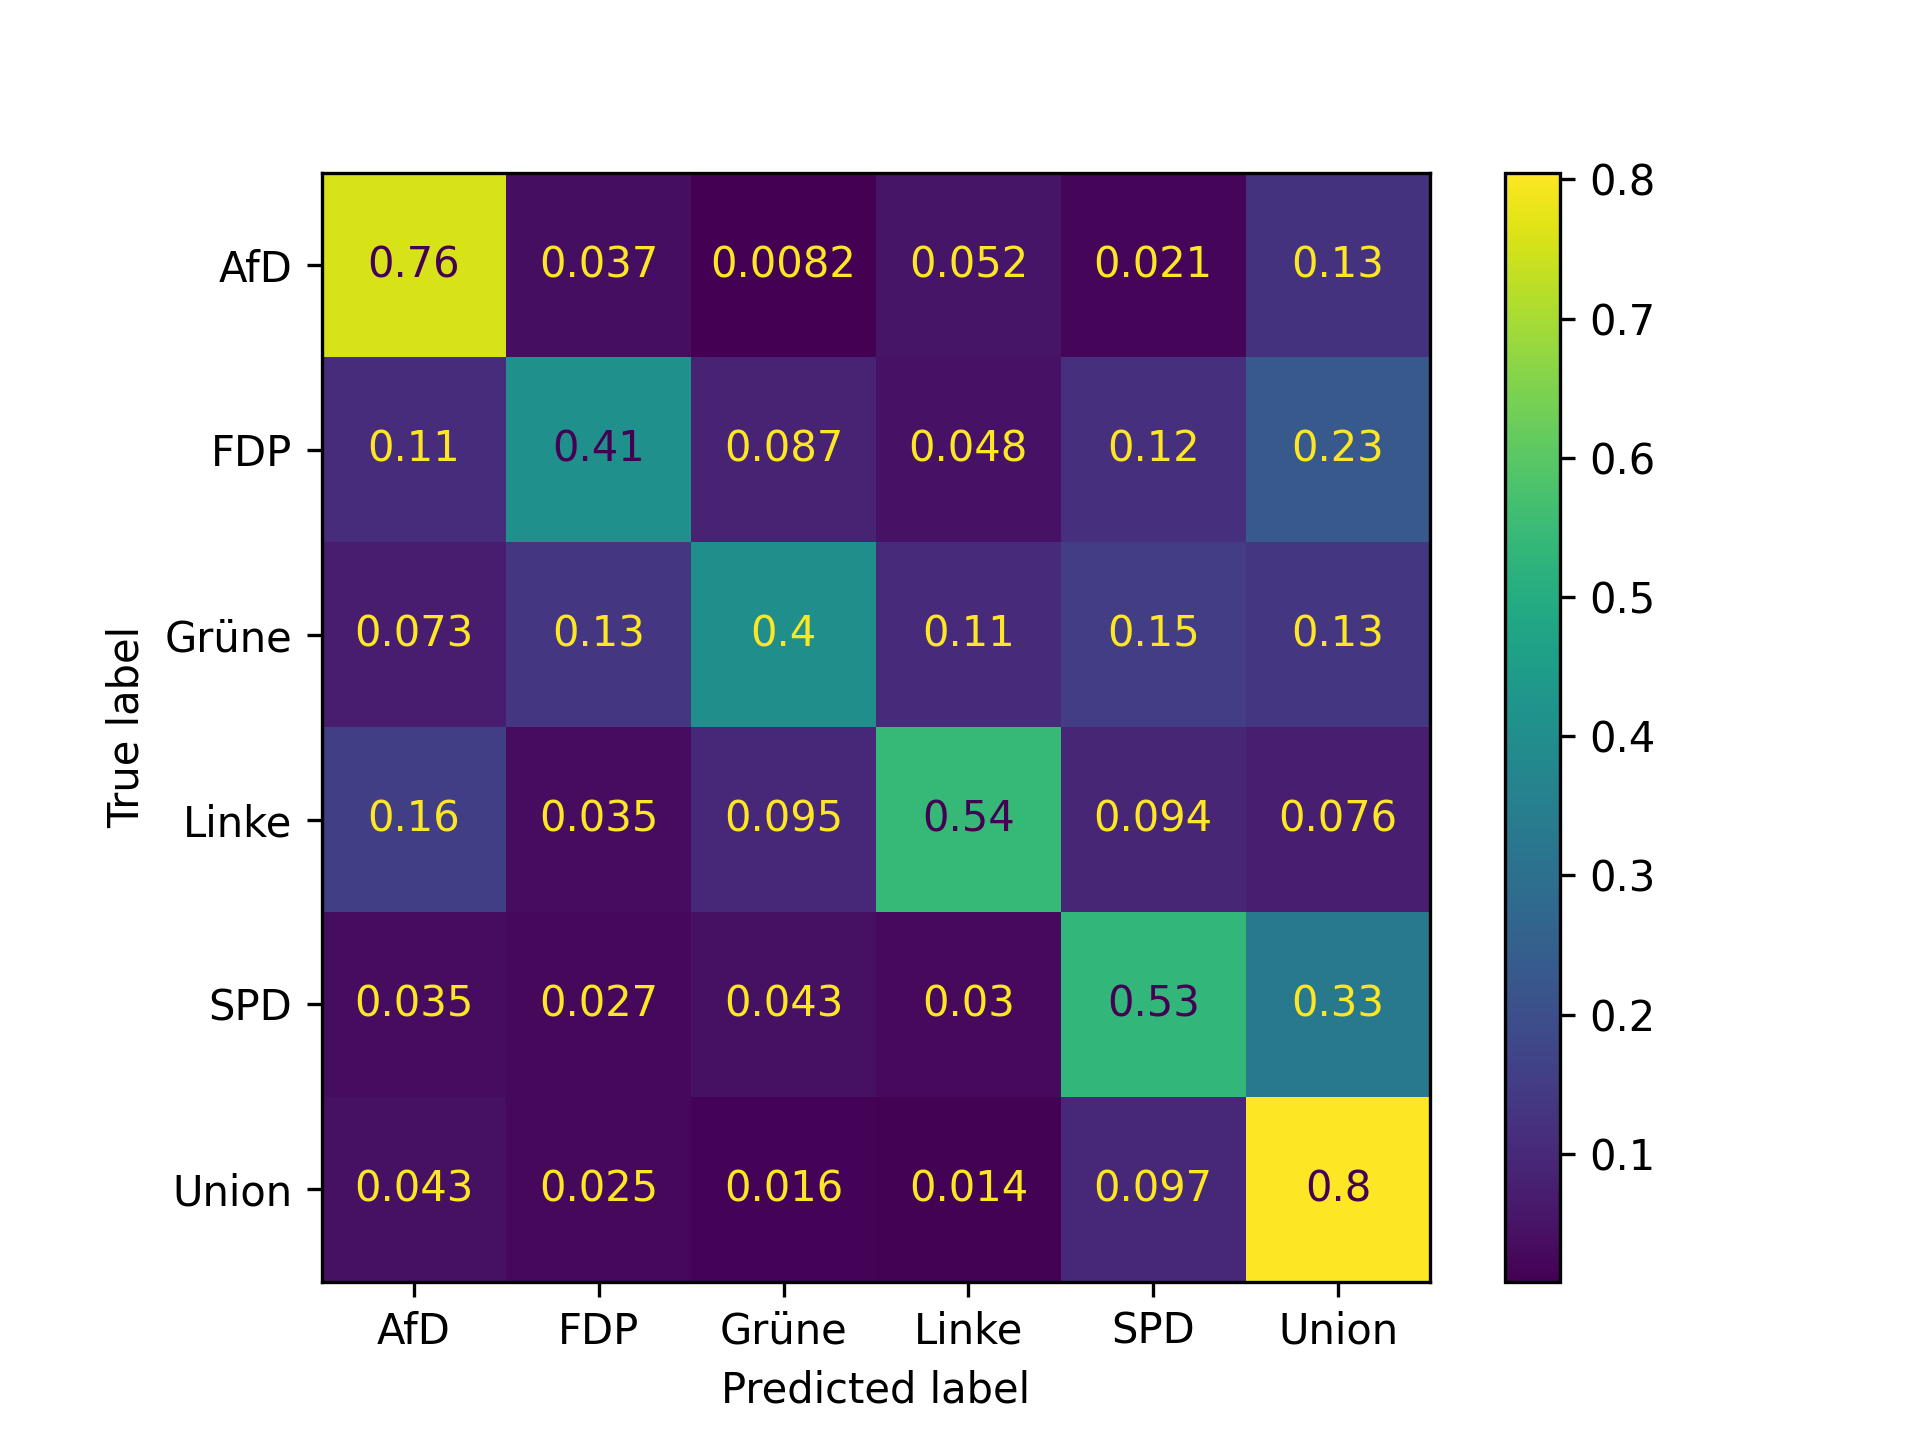 AfD 0.76 0.037 0.0082 0.052 0.021 0.13
FDP 0.11 0.41 0.087 0.048 0.12 0.23
Grüne 0.073 0.13 0.4 0.11 0.15 0.13
Linke 0.16 0.035 0.095 0.54 0.094 0.076
SPD 0.035 0.027 0.043 0.03 0.53 0.33
Union 0.043 0.025 0.016 0.014 0.097 0.8
AfD FDP Grüne Linke SPD Union
Predicted label
True label
0.8
0.7
0.6
0.5
0.4
0.3
0.2
0.1